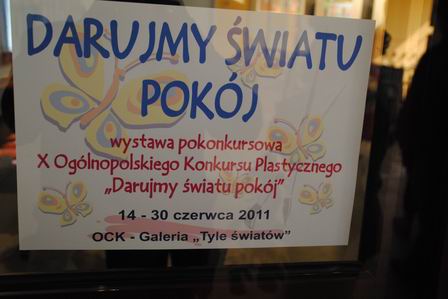 DARUJMY ŚWIATU
POKÓJ
wystawa pokonkursowa
X Ogólnopolskiego Konkursu Plastycznego
„Darujmy światu pokój”
14 - 30 czerwca 2011
OCK - Galeria „Tyle światów”